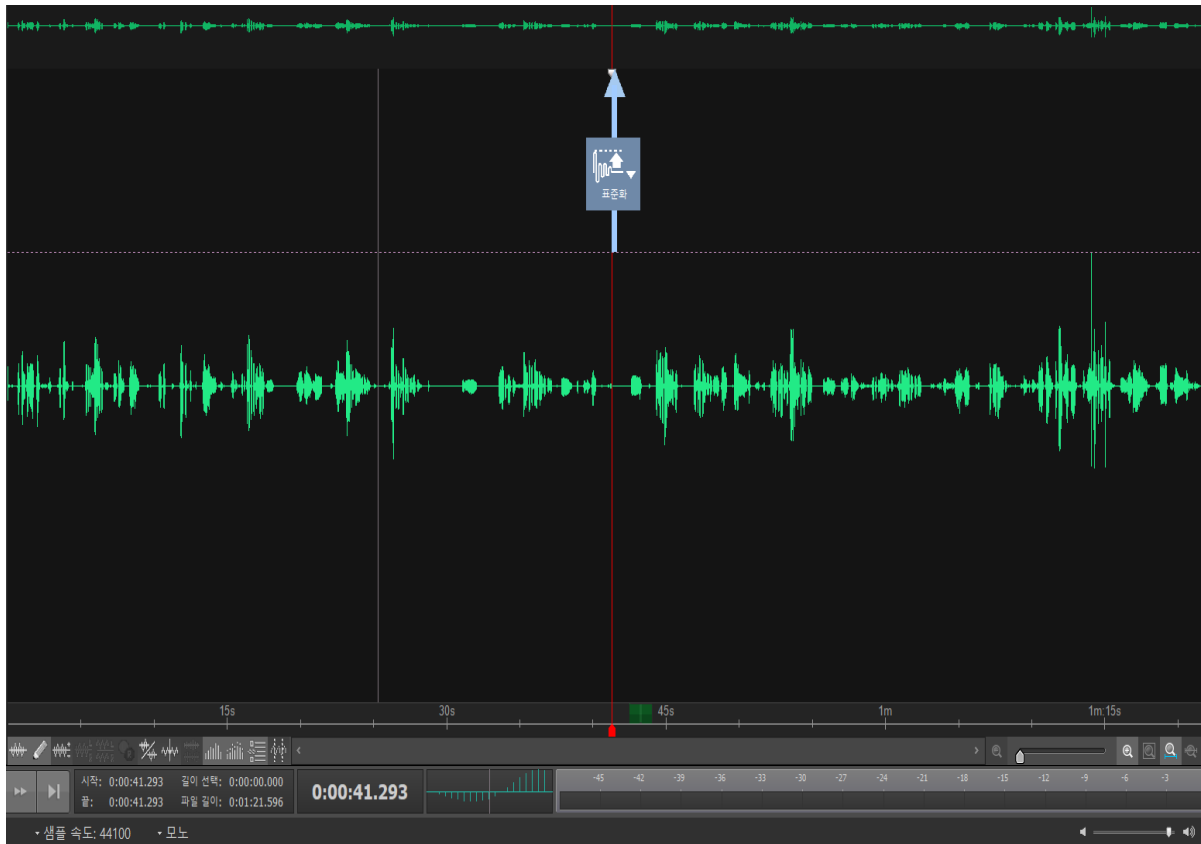 표준화
15s 30s 45s 1m 1m:15s
시작: 0:00:41.293 길이 선택: 0:00:00.000
끝: 0:00:41.293 파일 길이: 0:01:21.596
0:00:41.293
-45 -42 -39 -36 -33 -30 -27 -24 -21 -18 -15 -12 -9 -6 -3
샘플 속도: 44100 모노